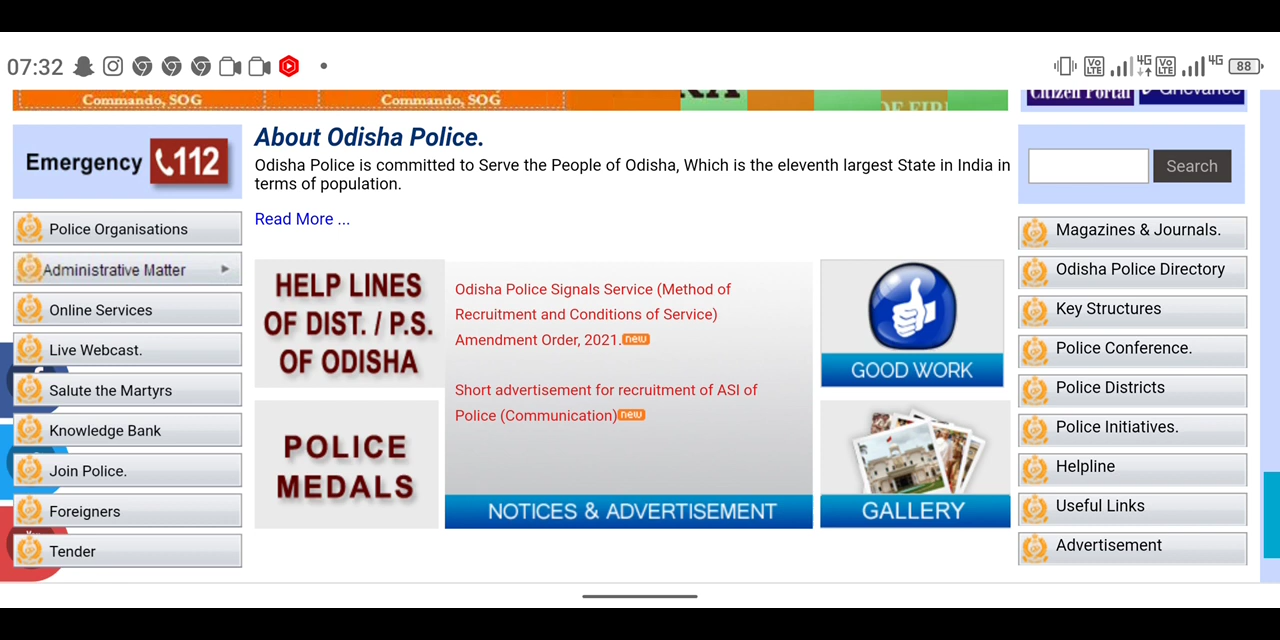 07:32
4G
4G
88
Commando, SOG
Commando, SOG
Citizen Portal
Emergency 112
Police Organisations
Administrative Matter
Online Services
Live Webcast.
Salute the Martyrs
Knowledge Bank
Join Police.
Foreigners
Tender
About Odisha Police.
Odisha Police is committed to Serve the People of Odisha, Which is the eleventh largest State in India in
terms of population.
Read More ...
HELP LINES
OF DIST. / P.S.
OF ODISHA
POLICE
MEDALS
Odisha Police Signals Service (Method of
Recruitment and Conditions of Service)
Amendment Order, 2021. new
Short advertisement for recruitment of ASI of
Police (Communication) new
NOTICES & ADVERTISEMENT
GOOD WORK
GALLERY
Search
Magazines & Journals.
Odisha Police Directory
Key Structures
Police Conference.
Police Districts
Police Initiatives.
Helpline
Useful Links
Advertisement